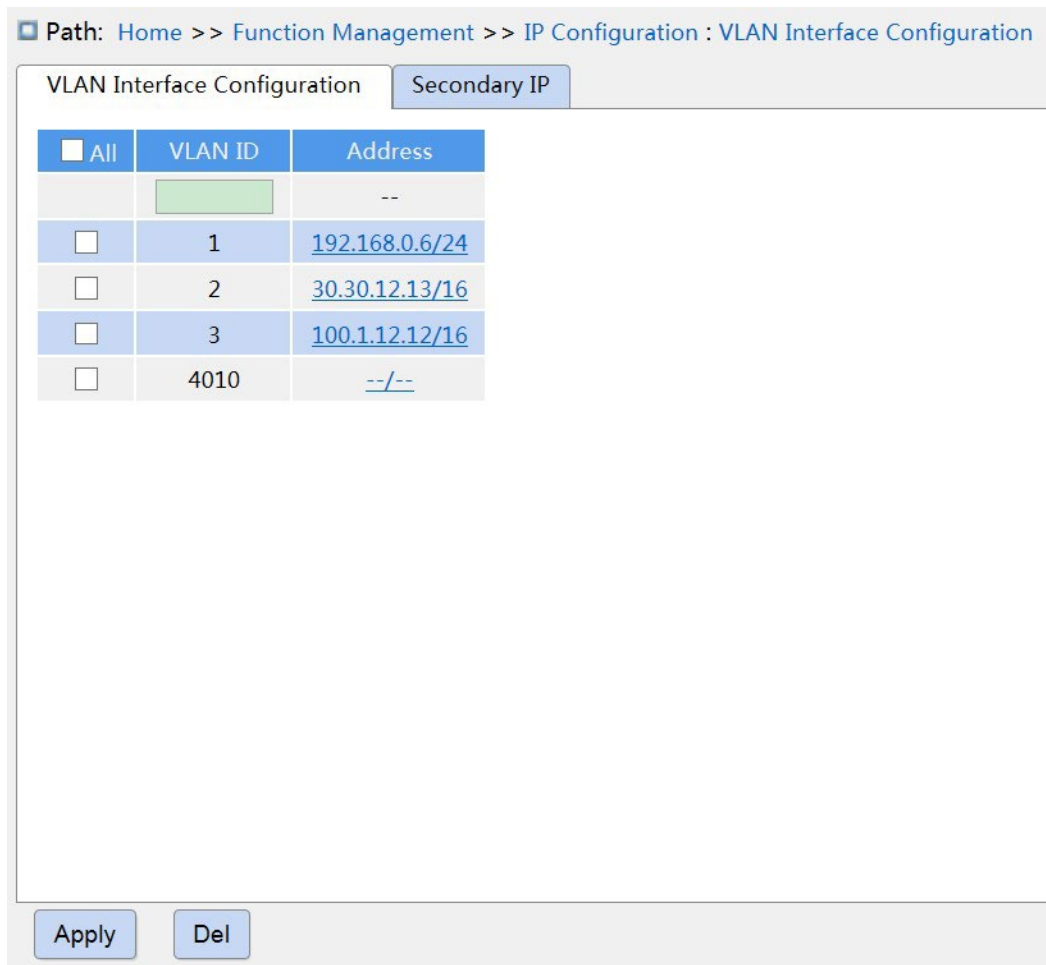 Path: Home >> Function Management >> IP Configuration : VLAN Interface Configuration
VLAN Interface Configuration Secondary IP
All VLAN ID Address
--
1 192.168.0.6/24
2 30.30.12.13/16
3 100.1.12.12/16
4010 --/--
Apply Del